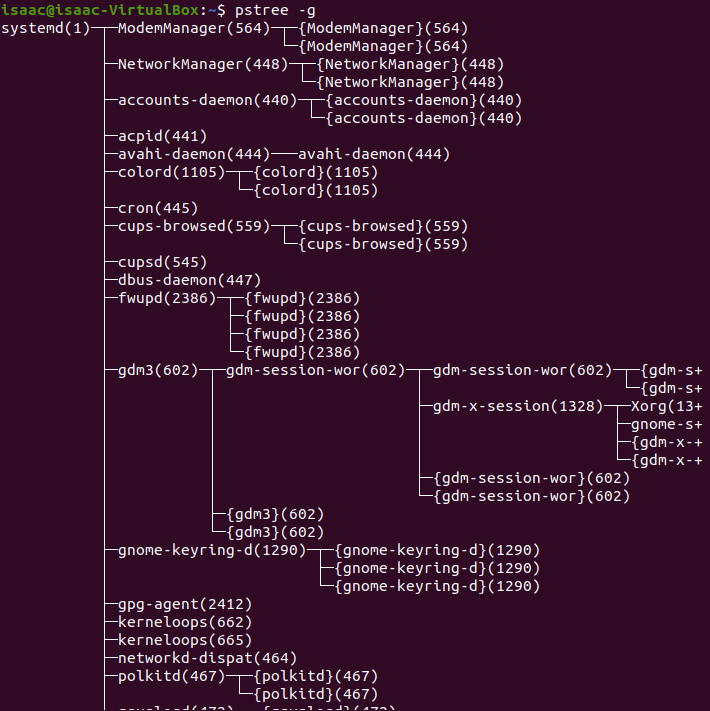 isaac@isaac-VirtualBox:~$ pstree -g
systemd(1)─┬─ModemManager(564)─┬─{ModemManager}(564)
           │                   └─{ModemManager}(564)
           ├─NetworkManager(448)─┬─{NetworkManager}(448)
           │                     └─{NetworkManager}(448)
           ├─accounts-daemon(440)─┬─{accounts-daemon}(440)
           │                      └─{accounts-daemon}(440)
           ├─acpid(441)
           ├─avahi-daemon(444)───avahi-daemon(444)
           ├─colord(1105)─┬─{colord}(1105)
           │              └─{colord}(1105)
           ├─cron(445)
           ├─cups-browsed(559)─┬─{cups-browsed}(559)
           │                   └─{cups-browsed}(559)
           ├─cupsd(545)
           ├─dbus-daemon(447)
           ├─fwupd(2386)─┬─{fwupd}(2386)
           │             ├─{fwupd}(2386)
           │             ├─{fwupd}(2386)
           │             └─{fwupd}(2386)
           ├─gdm3(602)─┬─gdm-session-wor(602)─┬─gdm-session-wor(602)─┬─{gdm-s+
           │           │                      │                      └─{gdm-s+
           │           │                      ├─gdm-x-session(1328)─┬─Xorg(13+
           │           │                      │                     ├─gnome-s+
           │           │                      │                     ├─{gdm-x-+
           │           │                      │                     └─{gdm-x-+
           │           │                      ├─{gdm-session-wor}(602)
           │           │                      └─{gdm-session-wor}(602)
           │           ├─{gdm3}(602)
           │           └─{gdm3}(602)
           ├─gnome-keyring-d(1290)─┬─{gnome-keyring-d}(1290)
           │                       ├─{gnome-keyring-d}(1290)
           │                       └─{gnome-keyring-d}(1290)
           ├─gpg-agent(2412)
           ├─kerneloops(662)
           ├─kerneloops(665)
           ├─networkd-dispat(464)
           ├─polkitd(467)─┬─{polkitd}(467)
           │              └─{polkitd}(467)